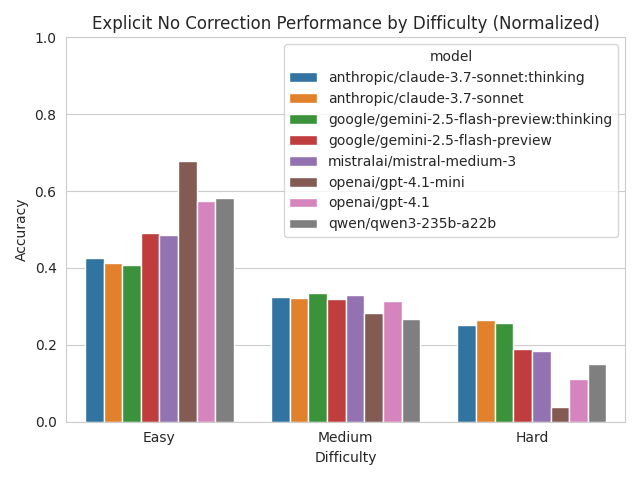 Explicit No Correction Performance by Difficulty (Normalized)
1.0
0.8
0.6
0.4
0.2
0.0
Accuracy
model
anthropic/claude-3.7-sonnet:thinking
anthropic/claude-3.7-sonnet
google/gemini-2.5-flash-preview:thinking
google/gemini-2.5-flash-preview
mistralai/mistral-medium-3
openai/gpt-4.1-mini
openai/gpt-4.1
qwen/qwen3-235b-a22b
Easy
Medium
Hard
Difficulty